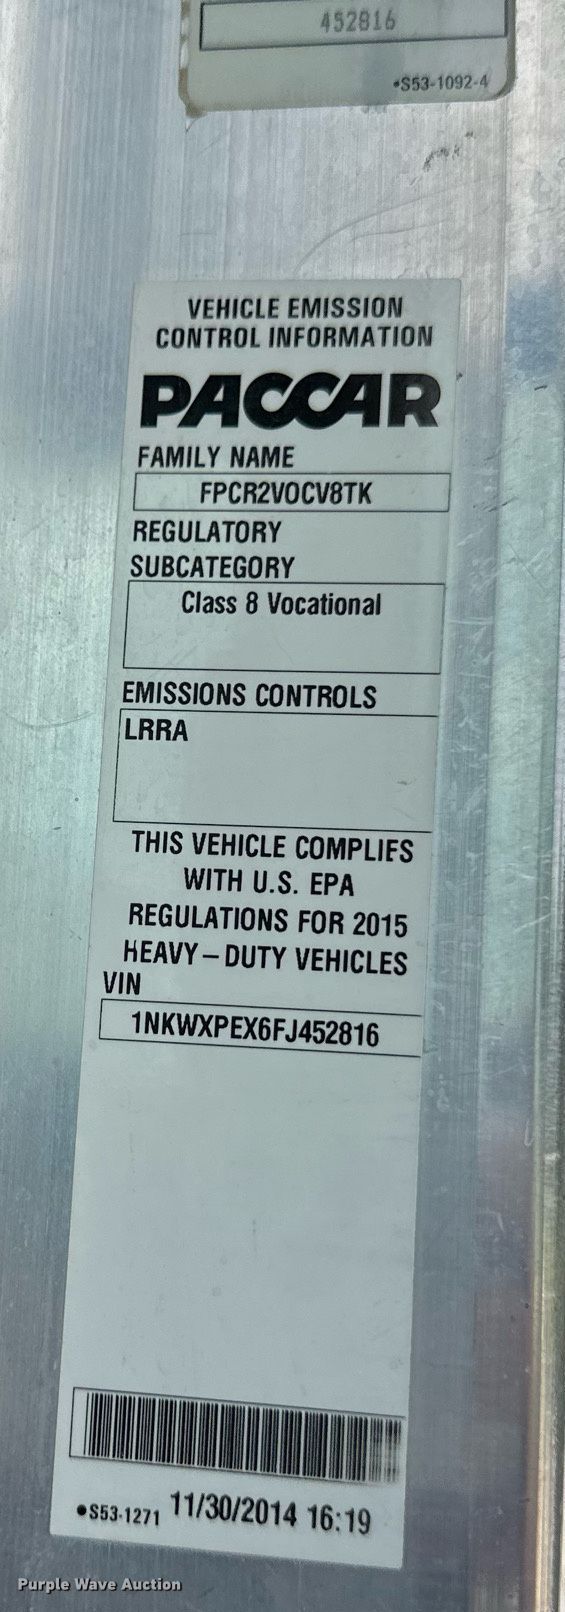 452816
•S53-1092-4
VEHICLE EMISSION
CONTROL INFORMATION
PACCAR
FAMILY NAME
FPCR2VOCV8TK
REGULATORY
SUBCATEGORY
Class 8 Vocational
EMISSIONS CONTROLS
LRRA
THIS VEHICLE COMPLIES
WITH U.S. EPA
REGULATIONS FOR 2015
HEAVY–DUTY VEHICLES
VIN
1NKWXPEX6FJ452816
•S53-1271 11/30/2014 16:19
Purple Wave Auction